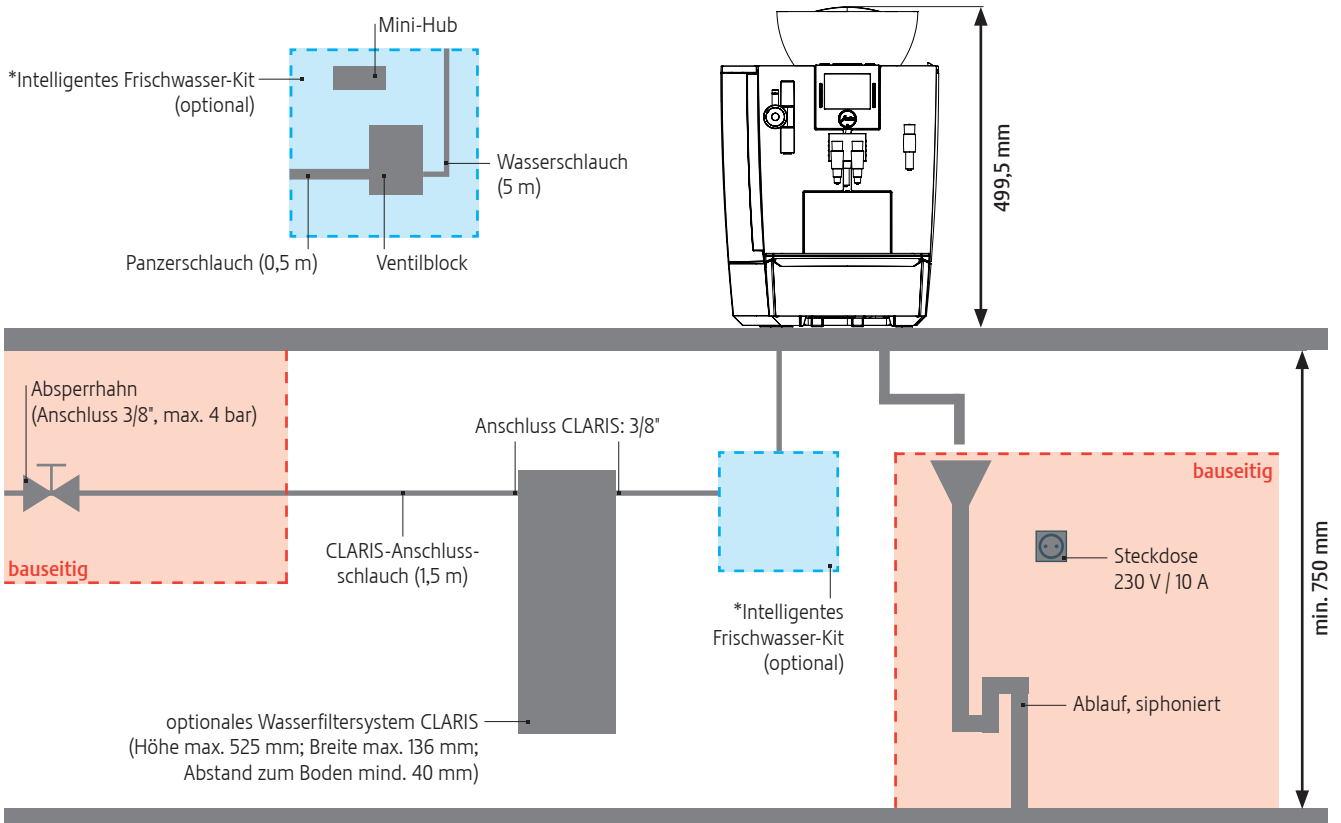 Mini-Hub
*Intelligentes Frischwasser-Kit
(optional)
Wasserschlauch
(5 m)
Panzerschlauch (0,5 m)
Ventilblock
499,5 mm
Absperrhahn
(Anschluss 3/8", max. 4 bar)
Anschluss CLARIS: 3/8"
bauseitig
CLARIS-Anschluss-
schlauch (1,5 m)
bauseitig
Steckdose
230 V / 10 A
min. 750 mm
*Intelligentes
Frischwasser-Kit
(optional)
Ablauf, siphoniert
optionales Wasserfiltersystem CLARIS
(Höhe max. 525 mm; Breite max. 136 mm;
Abstand zum Boden mind. 40 mm)